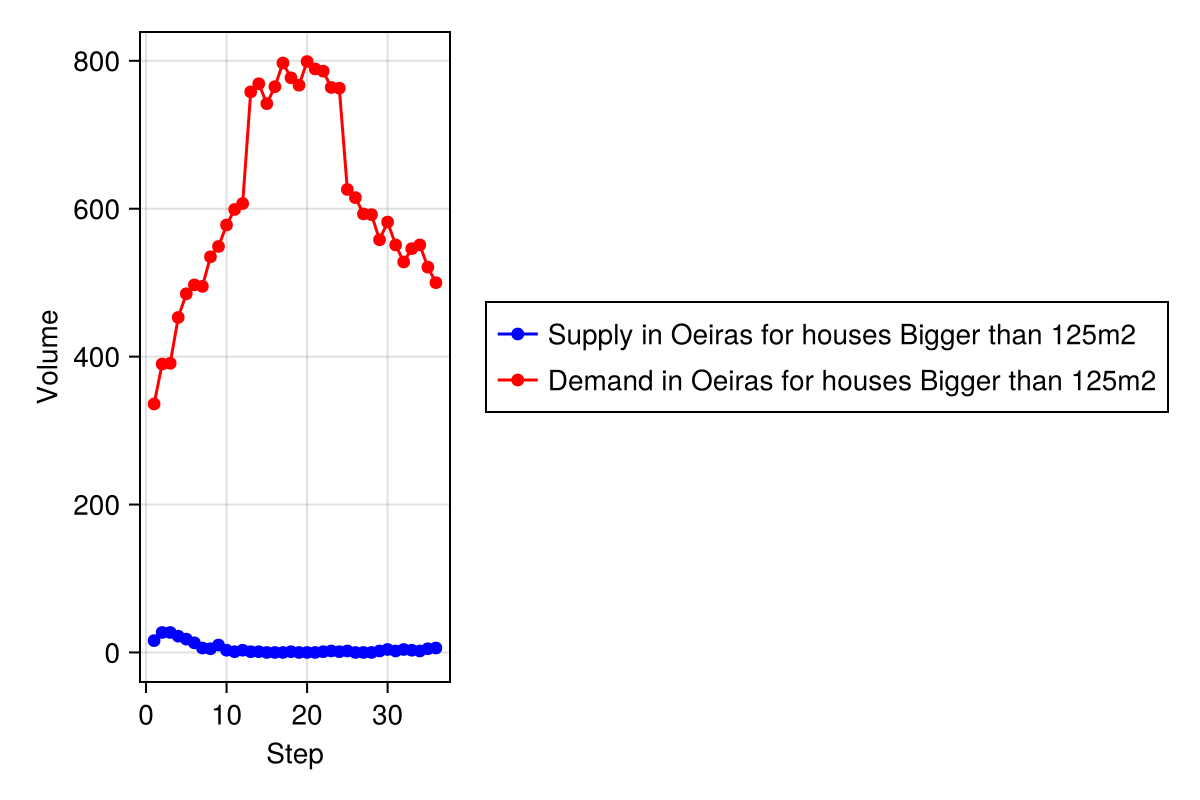 800
600
400
200
0
Volume
0 10 20 30
Step
Supply in Oeiras for houses Bigger than 125m2
Demand in Oeiras for houses Bigger than 125m2